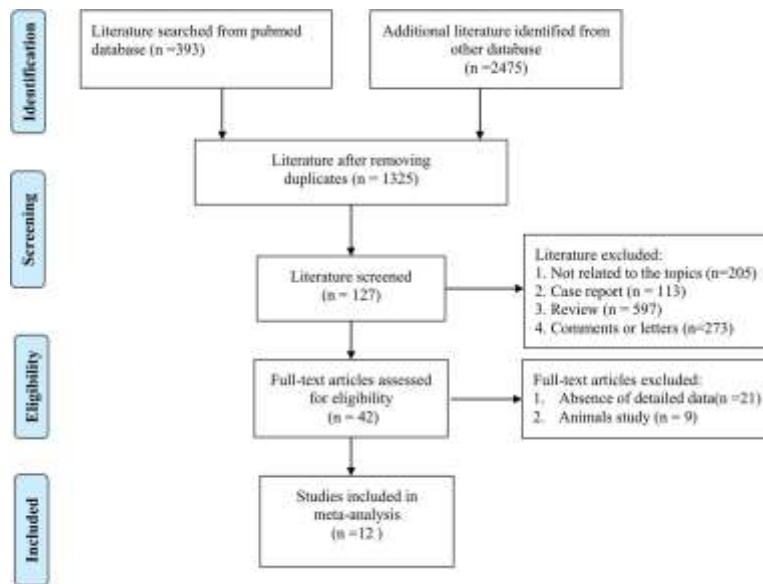 Identification
Literature searched from pubmed
database (n =393)
Additional literature identified from
other database
(n =2475)
Literature after removing
duplicates (n = 1325)
Screening
Literature screened
(n = 127)
Literature excluded:
1. Not related to the topics (n=205)
2. Case report (n = 113)
3. Review (n = 597)
4. Comments or letters (n=273)
Eligibility
Full-text articles assessed
for eligibility
(n = 42)
Full-text articles excluded:
1. Absence of detailed data(n =21)
2. Animals study (n = 9)
Included
Studies included in
meta-analysis
(n =12 )